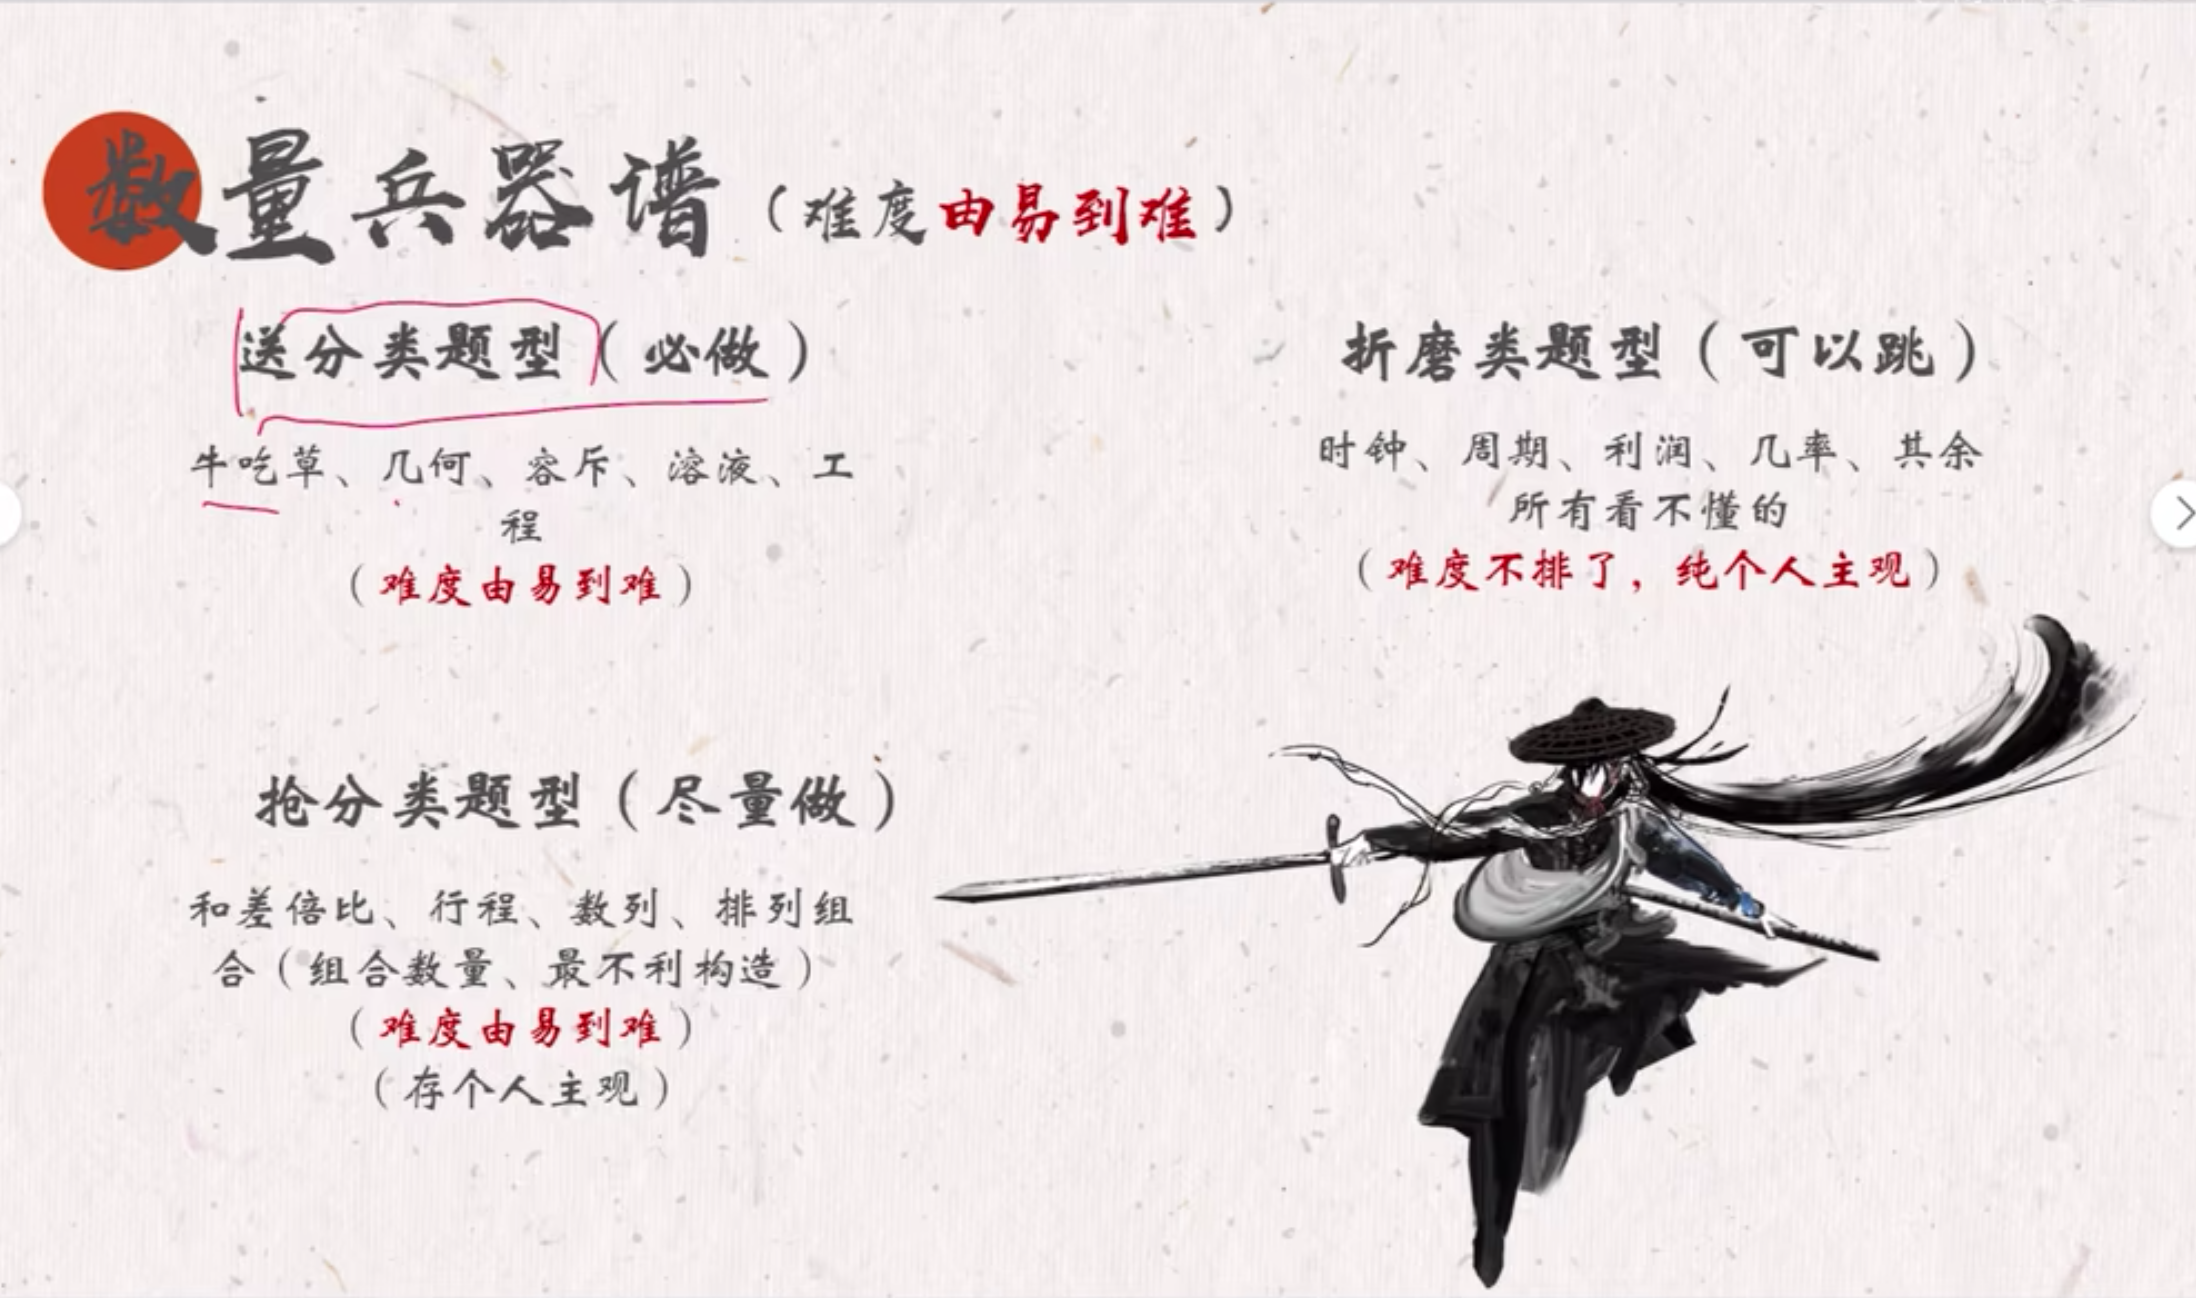 数量兵器谱（难度由易到难）
送分类题型（必做）
牛吃草、几何、容斥、溶液、工
程
（难度由易到难）
抢分类题型（尽量做）
和差倍比、行程、数列、排列组
合（组合数量、最不利构造）
（难度由易到难）
（存个人主观）
折磨类题型（可以跳）
时钟、周期、利润、几率、其余
所有看不懂的
（难度不排了，纯个人主观）